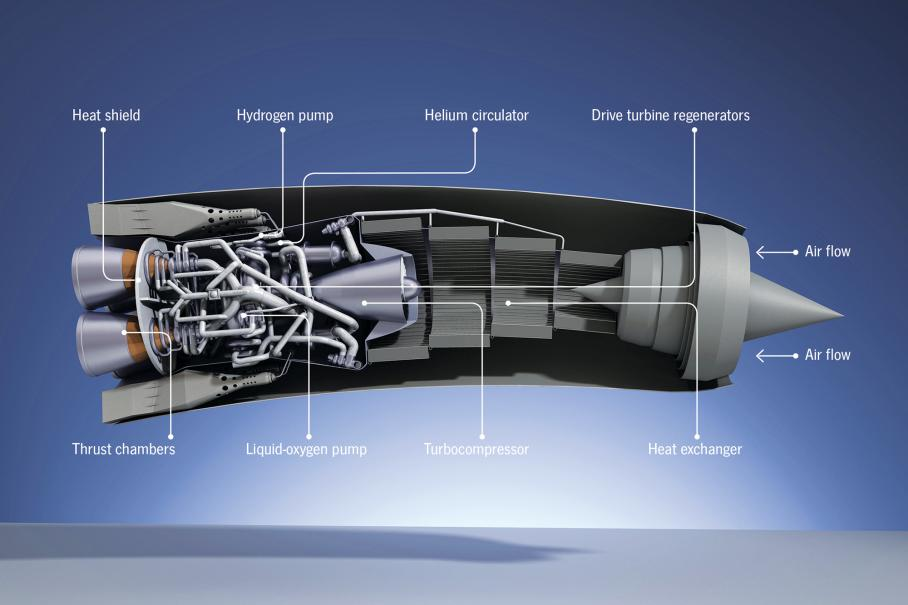 Heat shield
Hydrogen pump
Helium circulator
Drive turbine regenerators
Air flow
Air flow
Thrust chambers
Liquid-oxygen pump
Turbocompressor
Heat exchanger